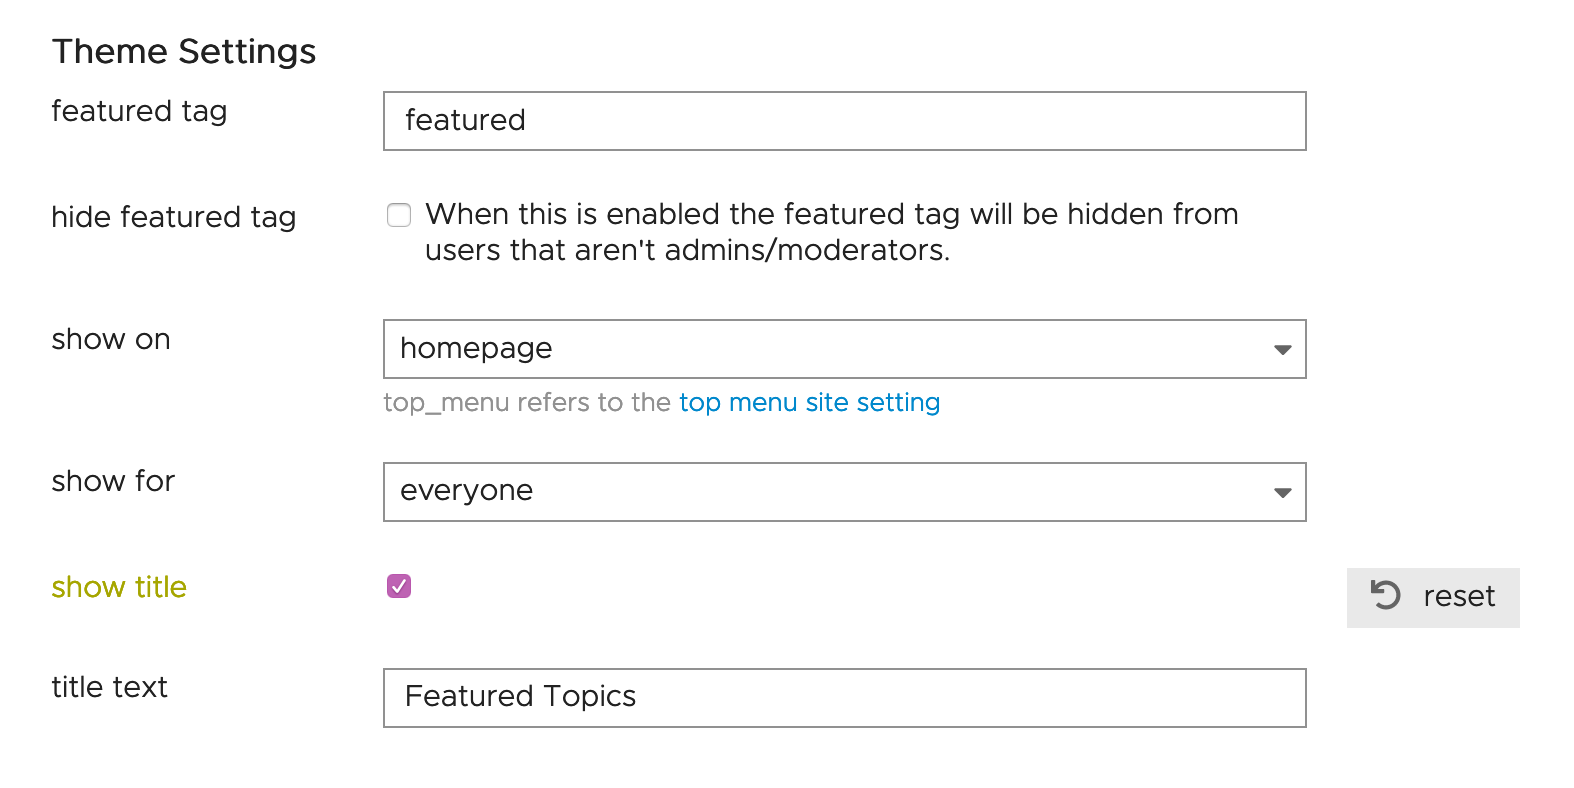 Theme Settings
featured tag
featured
hide featured tag
When this is enabled the featured tag will be hidden from
users that aren't admins/moderators.
show on
homepage
top_menu refers to the top menu site setting
show for
everyone
show title
reset
title text
Featured Topics